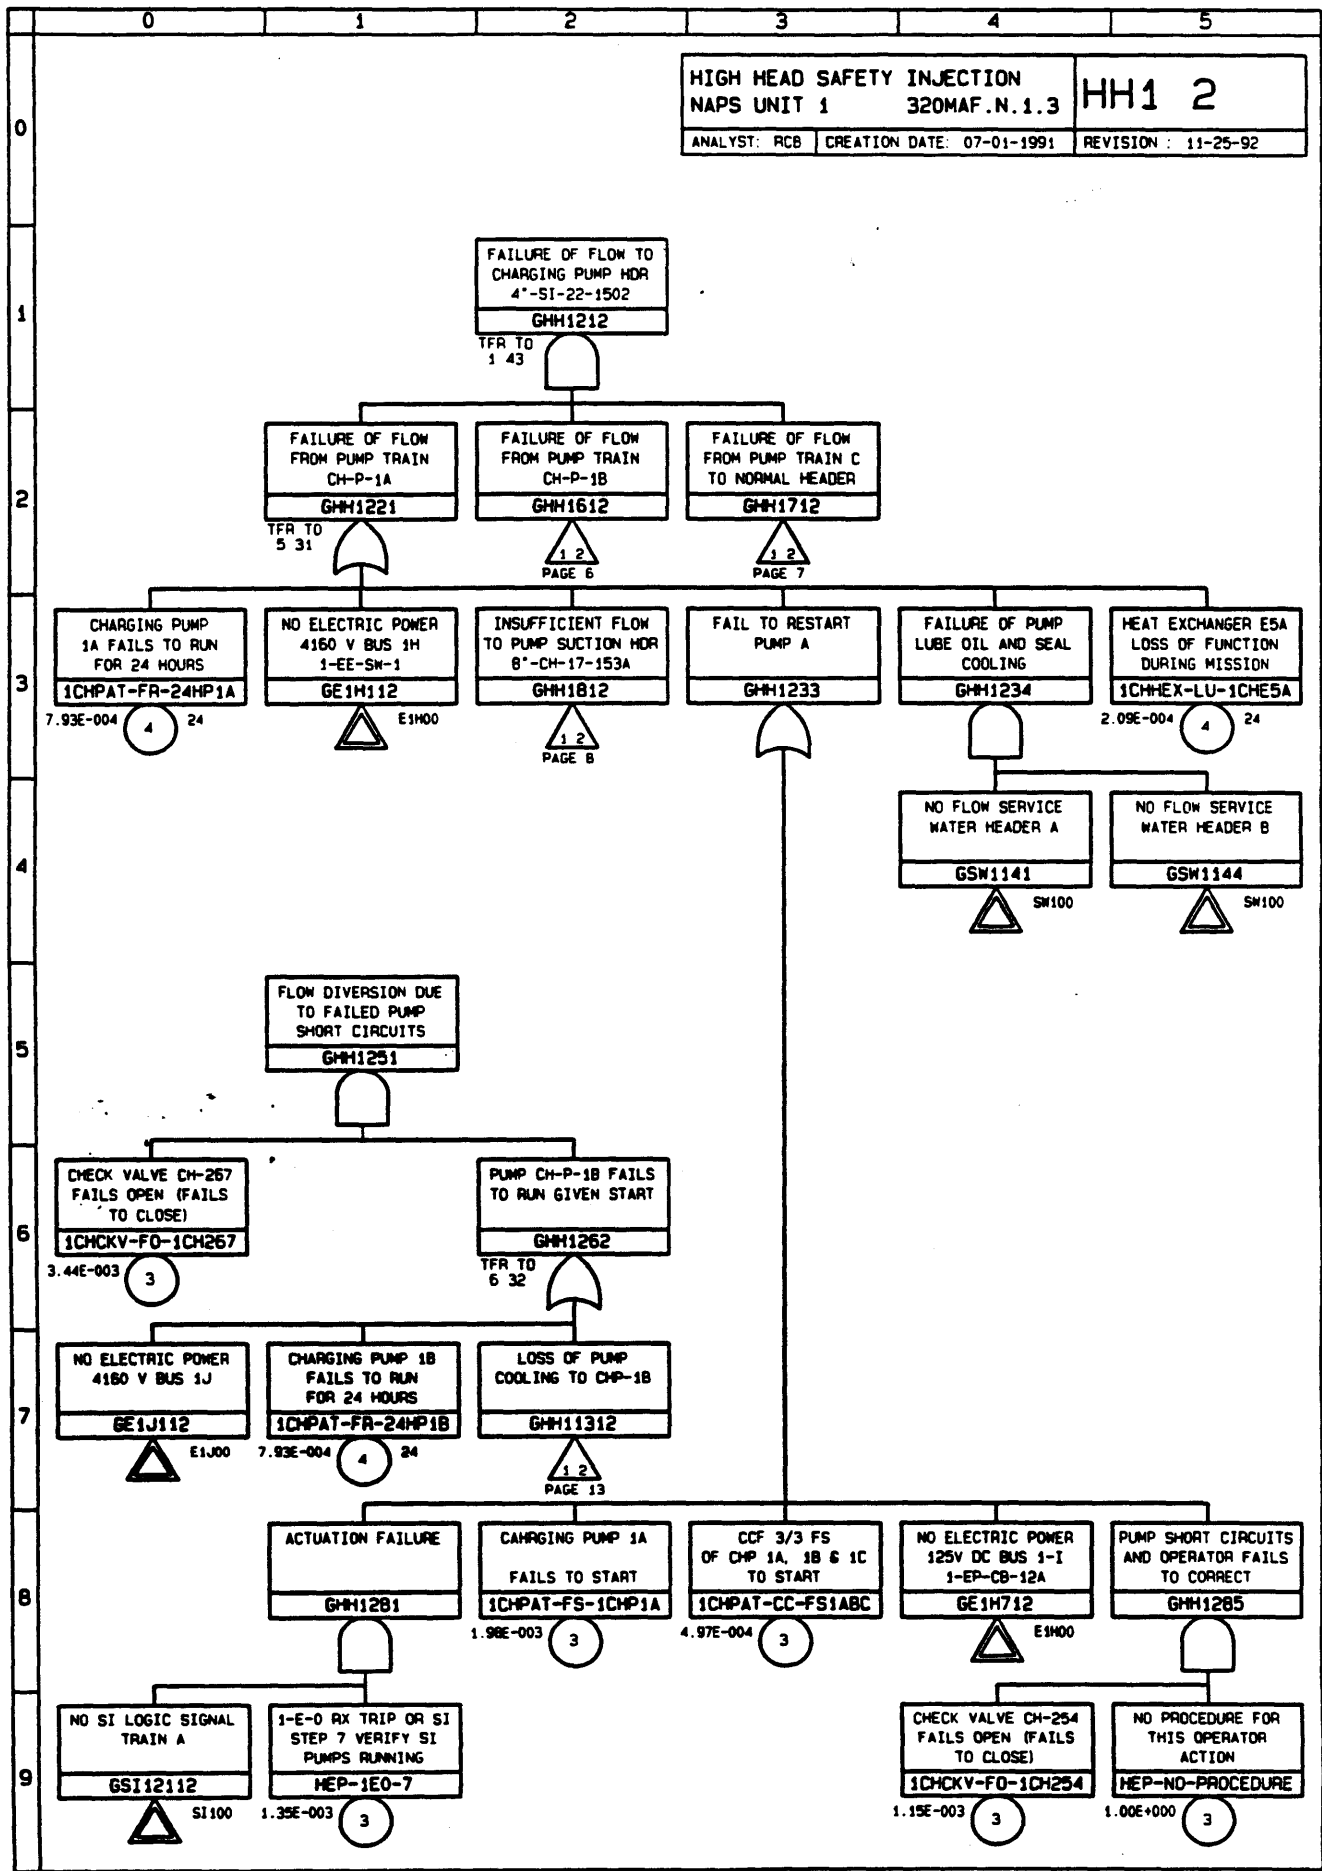 0 1 2 3 4 5
HIGH HEAD SAFETY INJECTION
NAPS UNIT 1 320MAF.N.1.3
HH1 2
ANALYST: RCB CREATION DATE: 07-01-1991 REVISION : 11-25-92
0
FAILURE OF FLOW TO
CHARGING PUMP HDR
4"-SI-22-1502
GHH1212
TFR TO
1 43
1
FAILURE OF FLOW
FROM PUMP TRAIN
CH-P-1A
GHH1221
TFR TO
5 31
FAILURE OF FLOW
FROM PUMP TRAIN
CH-P-1B
GHH1612
1 2
PAGE 6
FAILURE OF FLOW
FROM PUMP TRAIN C
TO NORMAL HEADER
GHH1712
1 2
PAGE 7
2
CHARGING PUMP
1A FAILS TO RUN
FOR 24 HOURS
1CHPAT-FR-24HP1A
7.93E-004 4 24
NO ELECTRIC POWER
4160 V BUS 1H
1-EE-SW-1
GE1H112
E1H00
INSUFFICIENT FLOW
TO PUMP SUCTION HDR
8"-CH-17-153A
GHH1812
1 2
PAGE 8
FAIL TO RESTART
PUMP A
GHH1233
FAILURE OF PUMP
LUBE OIL AND SEAL
COOLING
GHH1234
HEAT EXCHANGER E5A
LOSS OF FUNCTION
DURING MISSION
1CHHEX-LU-1CHE5A
2.09E-004 4 24
3
NO FLOW SERVICE
WATER HEADER A
GSW1141
SW100
NO FLOW SERVICE
WATER HEADER B
GSW1144
SW100
4
FLOW DIVERSION DUE
TO FAILED PUMP
SHORT CIRCUITS
GHH1251
5
CHECK VALVE CH-267
FAILS OPEN (FAILS
TO CLOSE)
1CHCKV-FO-1CH267
3.44E-003 3
PUMP CH-P-1B FAILS
TO RUN GIVEN START
GHH1262
TFR TO
6 32
6
NO ELECTRIC POWER
4160 V BUS 1J
GE1J112
E1J00
CHARGING PUMP 1B
FAILS TO RUN
FOR 24 HOURS
1CHPAT-FR-24HP1B
7.93E-004 4 24
LOSS OF PUMP
COOLING TO CHP-1B
GHH11312
1 2
PAGE 13
7
ACTUATION FAILURE
GHH1281
CAHRGING PUMP 1A
FAILS TO START
1CHPAT-FS-1CHP1A
1.98E-003 3
CCF 3/3 FS
OF CHP 1A, 1B & 1C
TO START
1CHPAT-CC-FS1ABC
4.97E-004 3
NO ELECTRIC POWER
125V DC BUS 1-I
1-EP-CB-12A
GE1H712
E1H00
PUMP SHORT CIRCUITS
AND OPERATOR FAILS
TO CORRECT
GHH1285
8
NO SI LOGIC SIGNAL
TRAIN A
GSI12112
SI100
1-E-0 RX TRIP OR SI
STEP 7 VERIFY SI
PUMPS RUNNING
HEP-1E0-7
1.35E-003 3
CHECK VALVE CH-254
FAILS OPEN (FAILS
TO CLOSE)
1CHCKV-FO-1CH254
1.15E-003 3
NO PROCEDURE FOR
THIS OPERATOR
ACTION
HEP-NO-PROCEDURE
1.00E+000 3
9